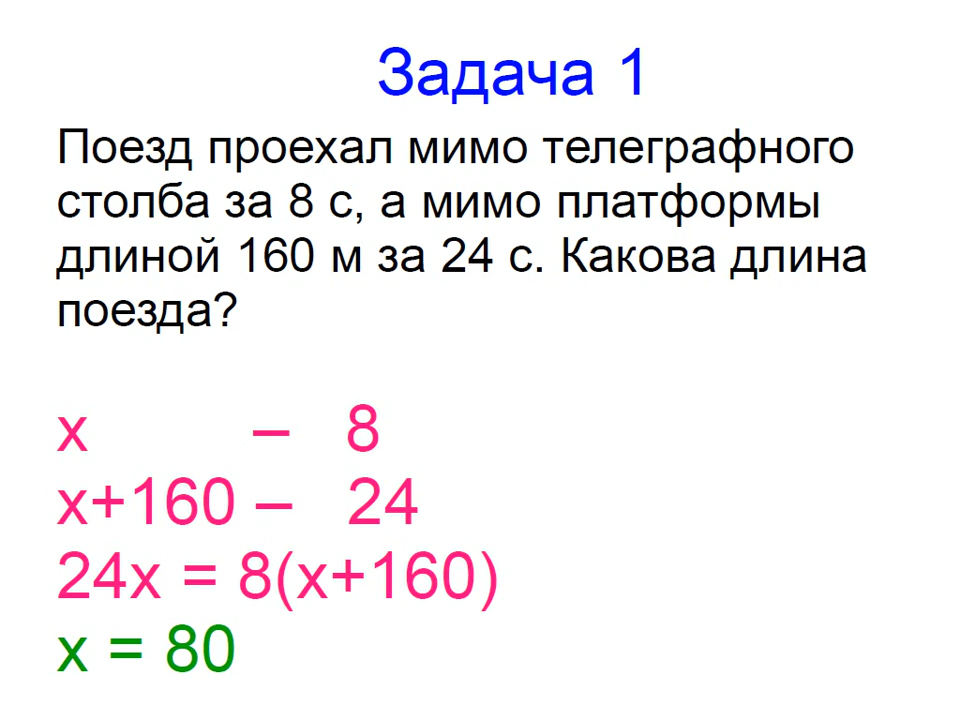 Задача 1
Поезд проехал мимо телеграфного
столба за 8 с, а мимо платформы
длиной 160 м за 24 с. Какова длина
поезда?
х – 8
х+160 – 24
24х = 8(х+160)
х = 80